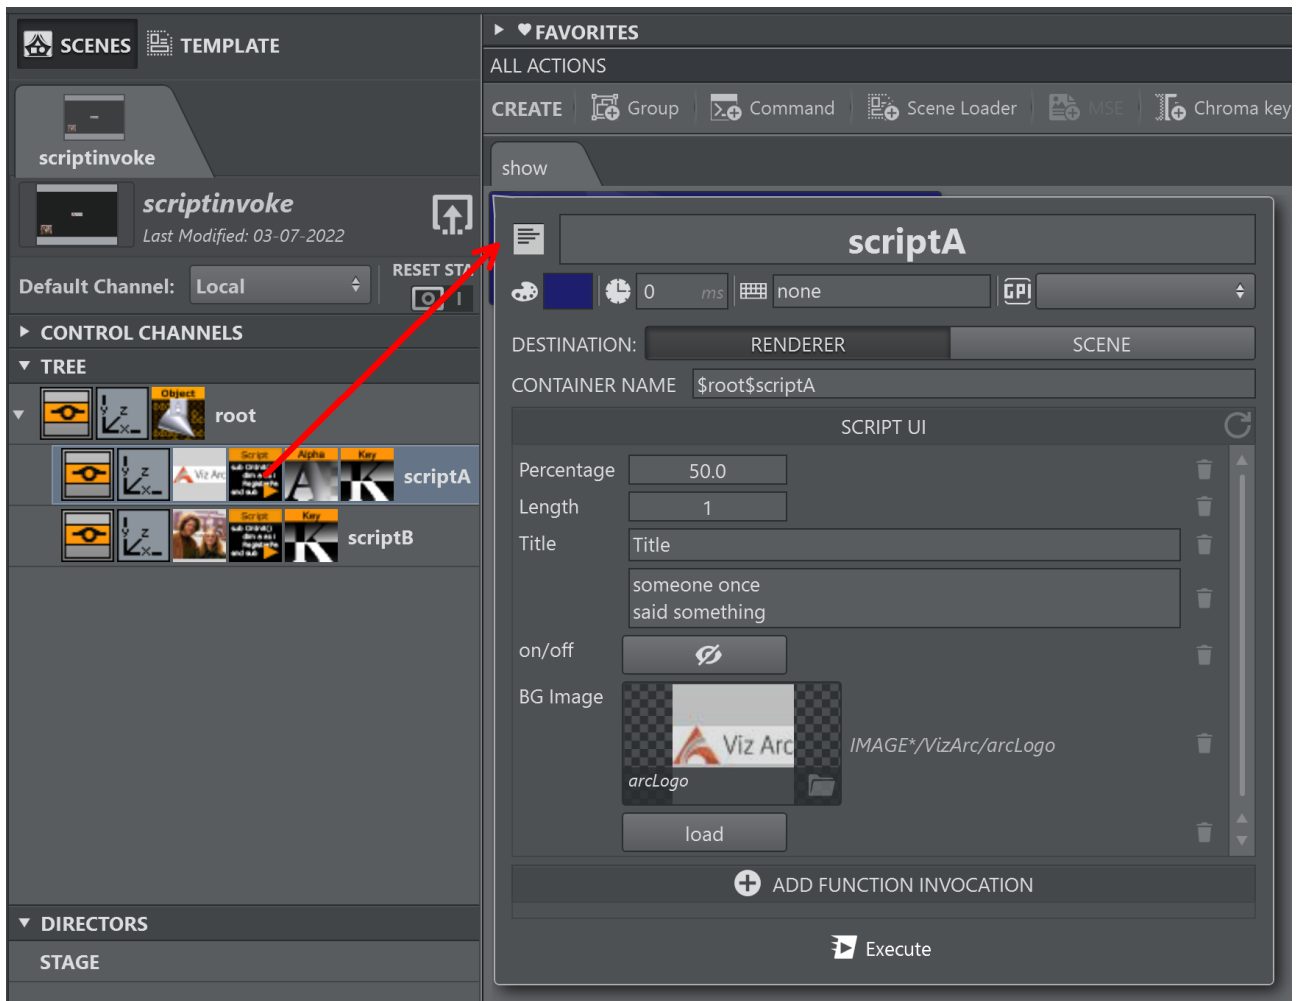 SCENES
TEMPLATE
scriptinvoke
scriptinvoke
Last Modified: 03-07-2022
Default Channel:
Local
RESET STA
CONTROL CHANNELS
TREE
Object
root
Viz Arc
Script
Alpha
Key
scriptA
Script
Key
scriptB
DIRECTORS
STAGE
FAVORITES
ALL ACTIONS
CREATE
Group
Command
Scene Loader
MSE
Chroma key
show
scriptA
0 ms
none
GPI
DESTINATION:
RENDERER
SCENE
CONTAINER NAME
$root$scriptA
SCRIPT UI
Percentage
50.0
Length
1
Title
Title
someone once
said something
on/off
BG Image
Viz Arc
arcLogo
IMAGE*/VizArc/arcLogo
load
ADD FUNCTION INVOCATION
Execute